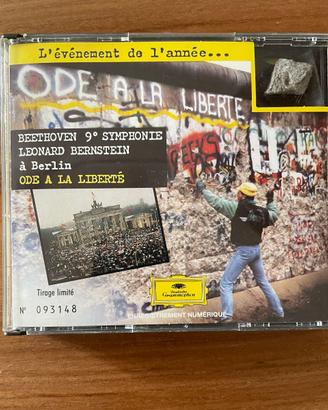 L'événement de l'année...
ODE A LA LIBERTE
BEETHOVEN 9e SYMPHONIE
LEONARD BERNSTEIN
à Berlin
ODE A LA LIBERTÉ
Tirage limité
N° 093148
Deutsche
Grammophon
ENREGISTREMENT NUMÉRIQUE